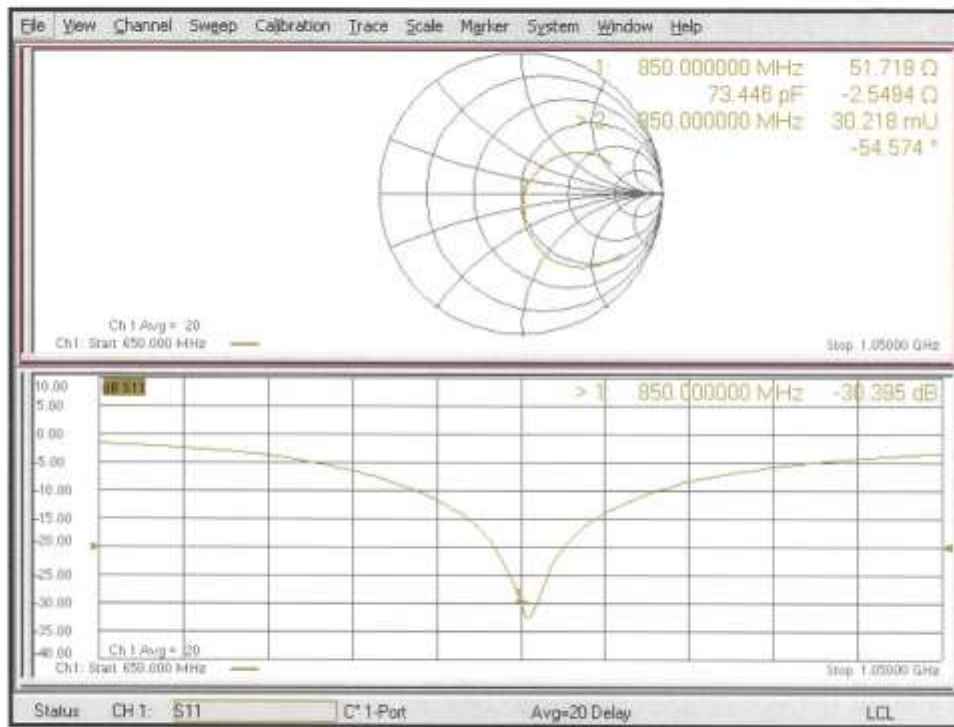 File View Channel Sweep Calibration Trace Scale Marker System Window Help
1 850.000000 MHz 51.719 Ω
73.446 pF -2.5494 Ω
> 2 850.000000 MHz 30.218 mU
-54.574 °
Ch 1 Avg = 20
Ch1: Start 650.000 MHz
Stop 1.05000 GHz
10.00 dB S11
> 1 850.000000 MHz -30.395 dB
5.00
0.00
-5.00
-10.00
-15.00
-20.00
-25.00
-30.00
-35.00
-40.00
1
Ch 1 Avg = 20
Ch1: Start 650.000 MHz
Stop 1.05000 GHz
Status CH 1: S11 C* 1-Port Avg=20 Delay LCL